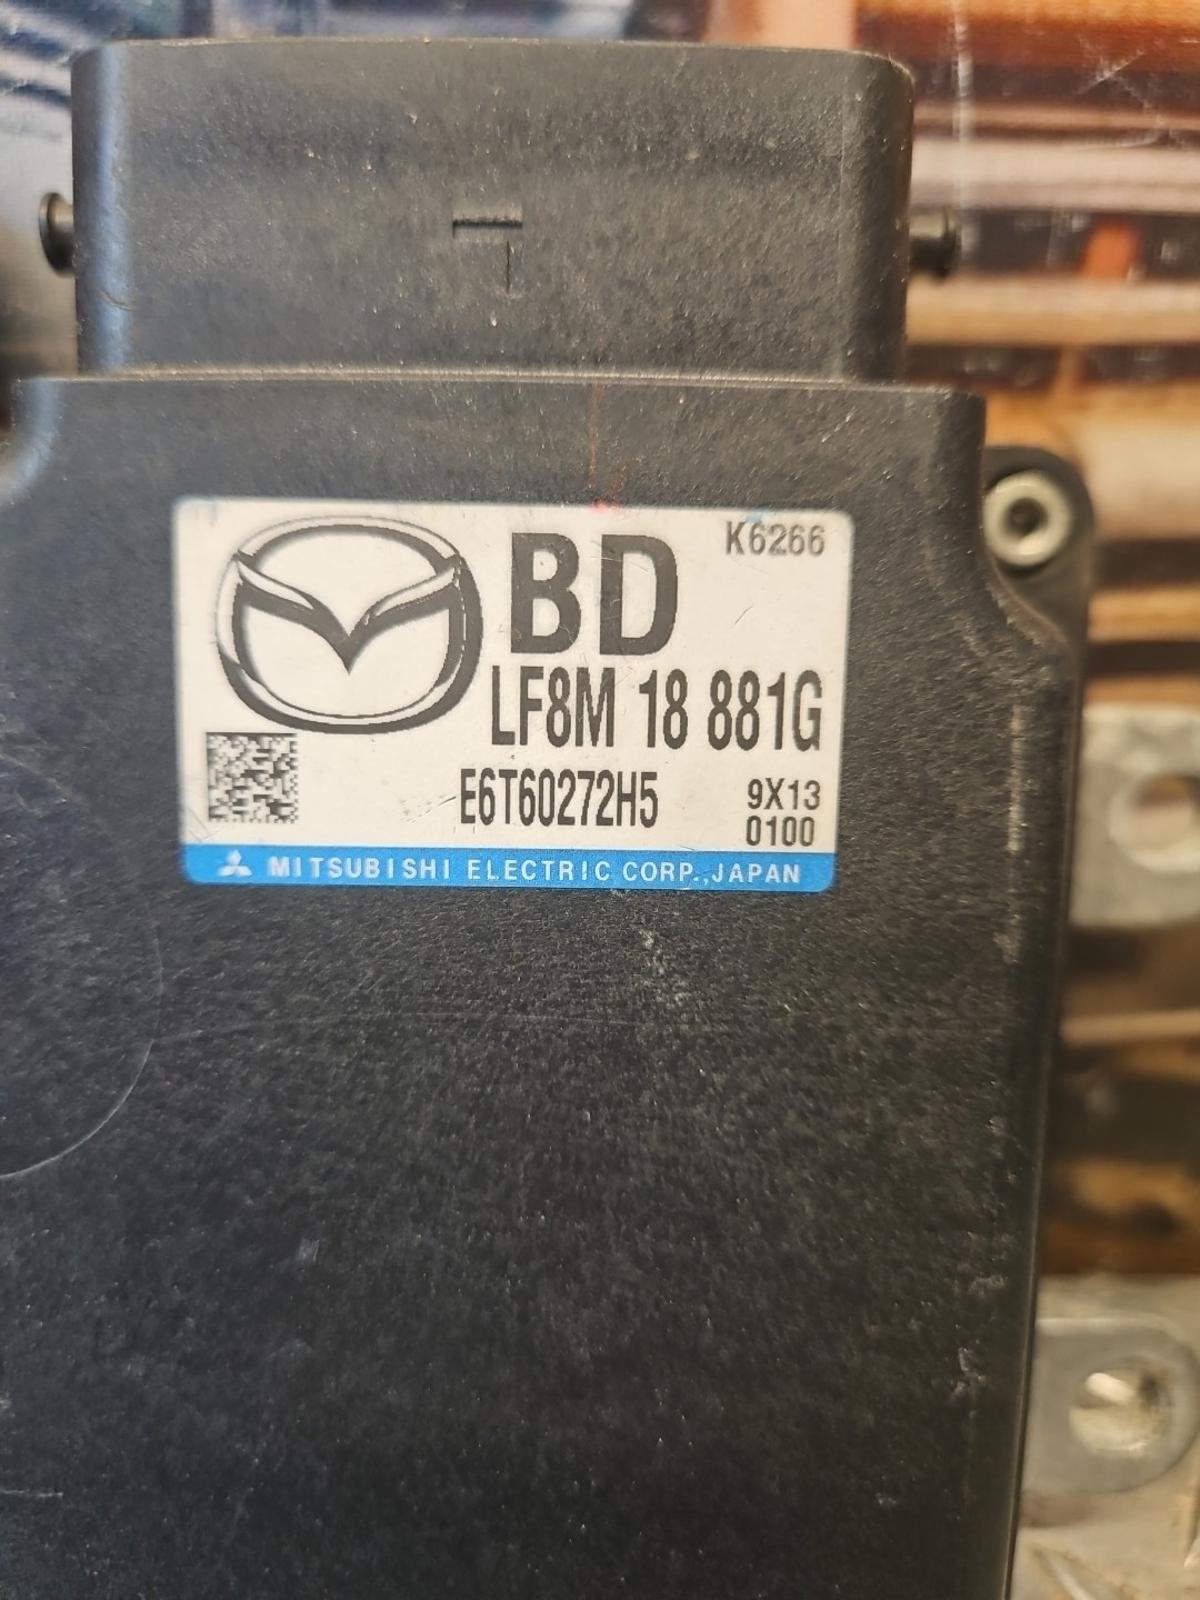 K6266
BD
LF8M 18 881G
E6T60272H5
9X13
0100
MITSUBISHI ELECTRIC CORP.,JAPAN